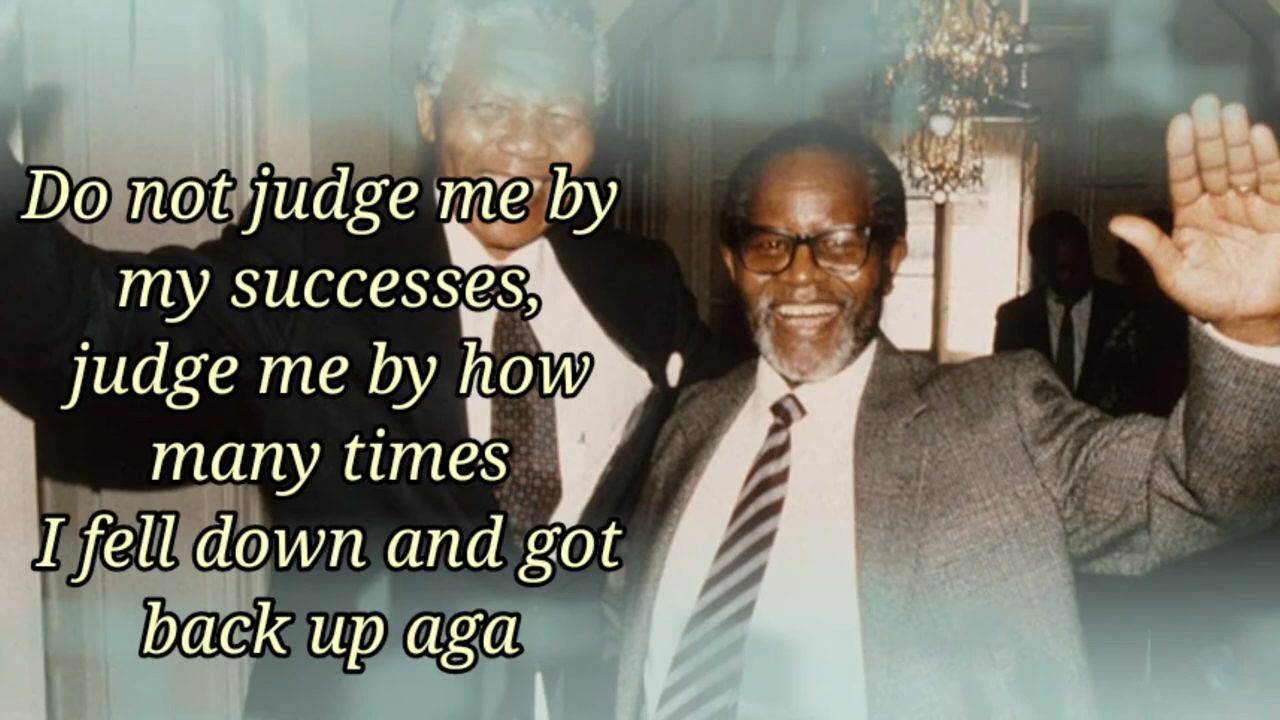 Do not judge me by
my successes,
judge me by how
many times
I fell down and got
back up aga